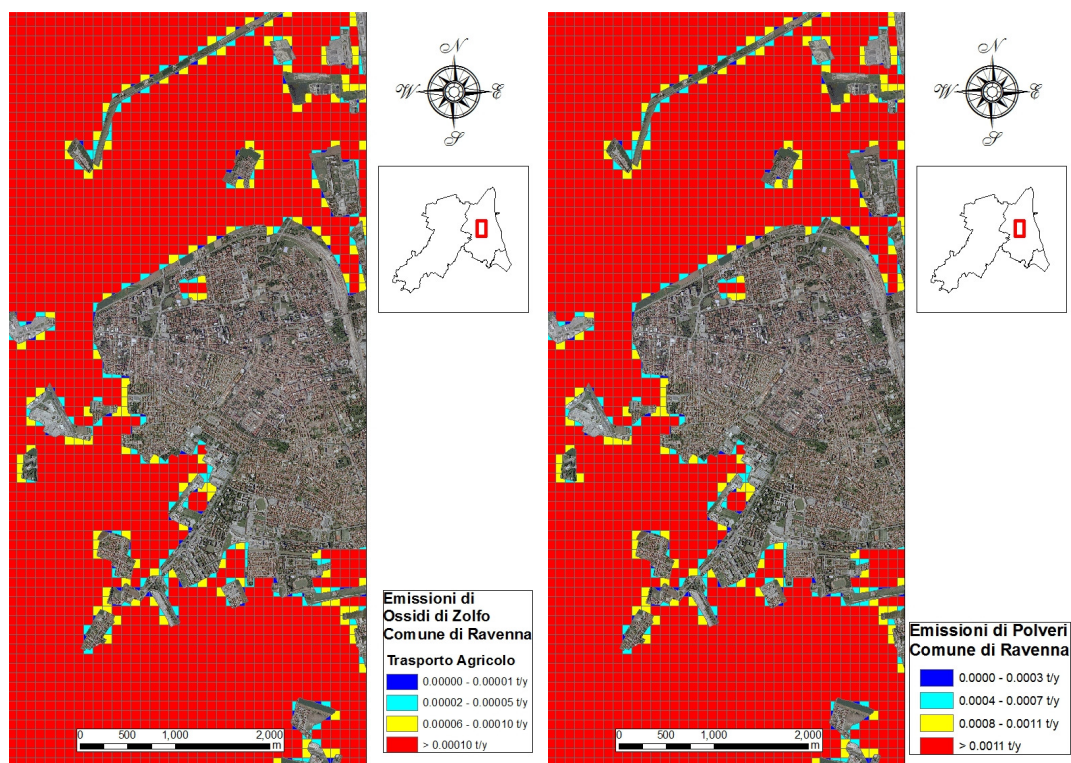 N
W E
S
Emissioni di
Ossidi di Zolfo
Comune di Ravenna
Trasporto Agricolo
0.00000 - 0.00001 t/y
0.00002 - 0.00005 t/y
0.00006 - 0.00010 t/y
> 0.00010 t/y
0 500 1,000 2,000
m
N
W E
S
Emissioni di Polveri
Comune di Ravenna
0.0000 - 0.0003 t/y
0.0004 - 0.0007 t/y
0.0008 - 0.0011 t/y
> 0.0011 t/y
0 500 1,000 2,000
m